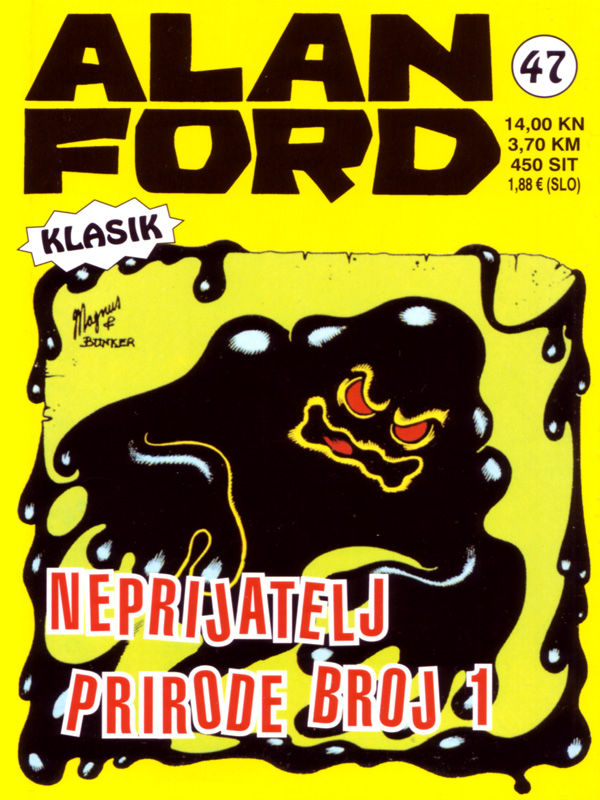 ALAN
FORD
47
14,00 KN
3,70 KM
450 SIT
1,88 € (SLO)
KLASIK
Magnus
&
BUNKER
NEPRIJATELJ
PRIRODE BROJ 1